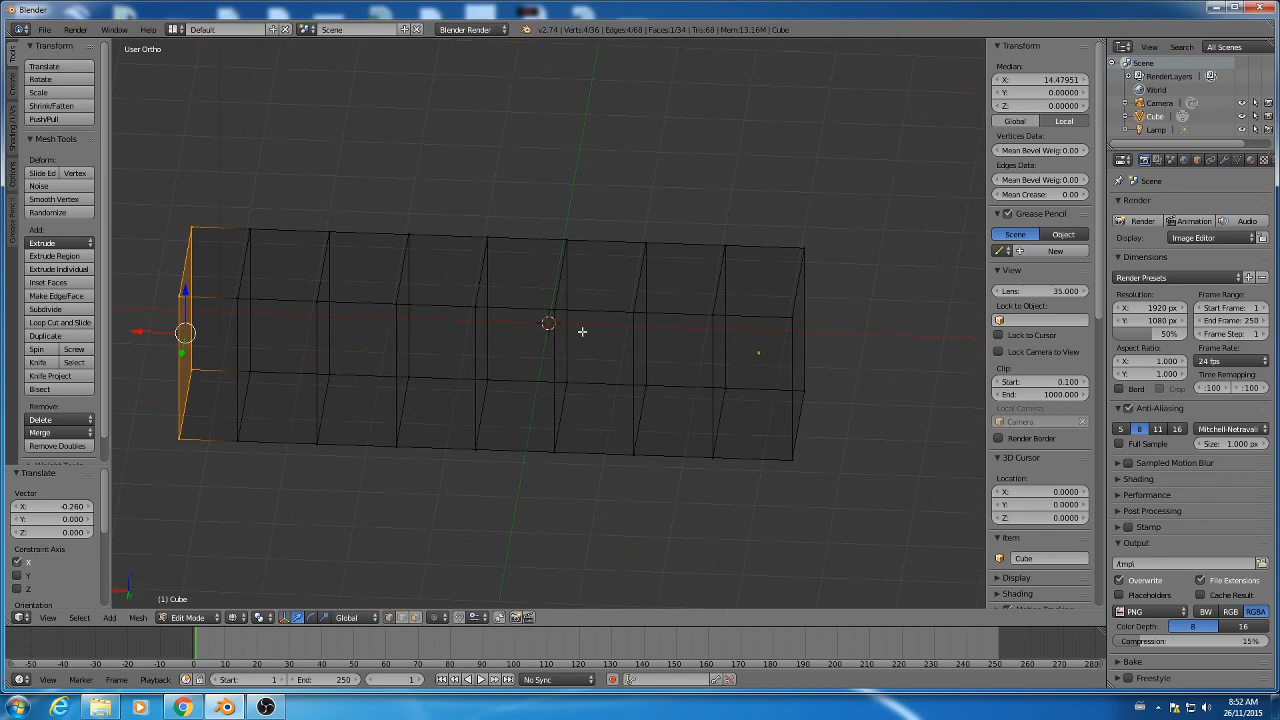 Blender
File Render Window Help Default Scene Blender Render v2.74 | Verts:4/36 | Edges:4/68 | Faces:1/34 | Tris:68 | Mem:13.16M | Cube
User Ortho
Tools
Create
Shading/UVs
Options
Grease Pencil
Transform
Translate
Rotate
Scale
Shrink/Fatten
Push/Pull
Mesh Tools
Deform:
Slide Ed Vertex
Noise
Smooth Vertex
Randomize
Add:
Extrude
Extrude Region
Extrude Individual
Inset Faces
Make Edge/Face
Subdivide
Loop Cut and Slide
Duplicate
Spin Screw
Knife Select
Knife Project
Bisect
Remove:
Delete
Merge
Remove Doubles
Translate
Vector
X: -0.260
Y: 0.000
Z: 0.000
Constraint Axis
X
Y
Z
Orientation
(1) Cube
View Select Add Mesh Edit Mode Global
Transform
Median:
X: 14.47951
Y: 0.00000
Z: 0.00000
Global Local
Vertices Data:
Mean Bevel Weig:0.00
Edges Data:
Mean Bevel Weig:0.00
Mean Crease: 0.00
Grease Pencil
Scene Object
New
View
Lens: 35.000
Lock to Object:
Lock to Cursor
Lock Camera to View
Clip:
Start: 0.100
End: 1000.000
Local Camera:
Camera
Render Border
3D Cursor
Location:
X: 0.0000
Y: 0.0000
Z: 0.0000
Item
Cube
Display
Shading
View Search All Scenes
Scene
RenderLayers
World
Camera
Cube
Lamp
Scene
Render
Render Animation Audio
Display: Image Editor
Dimensions
Render Presets
Resolution: Frame Range:
1920 px Start Frame: 1
1080 px End Frame: 250
50% Frame Step: 1
Aspect Ratio: Frame Rate:
X: 1.000 24 fps
Y: 1.000 Time Remapping:
Bord Crop :100 :100
Anti-Aliasing
5 8 11 16 Mitchell-Netravali
Full Sample Size: 1.000 px
Sampled Motion Blur
Shading
Performance
Post Processing
Stamp
Output
/tmp\
Overwrite File Extensions
Placeholders Cache Result
PNG BW RGB RGBA
Color Depth: 8 16
Compression: 15%
Bake
Freestyle
-50 -40 -30 -20 -10 0 10 20 30 40 50 60 70 80 90 100 110 120 130 140 150 160 170 180 190 200 210 220 230 240 250 260 270 280
View Marker Frame Playback Start: 1 End: 250 1 No Sync
8:52 AM
26/11/2015